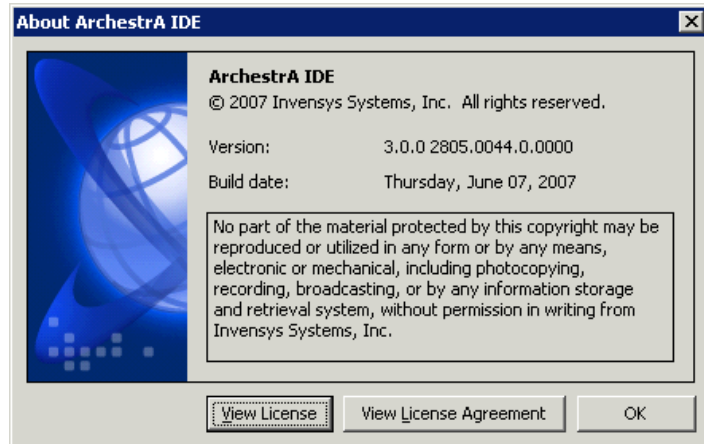 About ArchestrA IDE
ArchestrA IDE
© 2007 Invensys Systems, Inc. All rights reserved.
Version: 3.0.0 2805.0044.0.0000
Build date: Thursday, June 07, 2007
No part of the material protected by this copyright may be
reproduced or utilized in any form or by any means,
electronic or mechanical, including photocopying,
recording, broadcasting, or by any information storage
and retrieval system, without permission in writing from
Invensys Systems, Inc.
View License View License Agreement OK